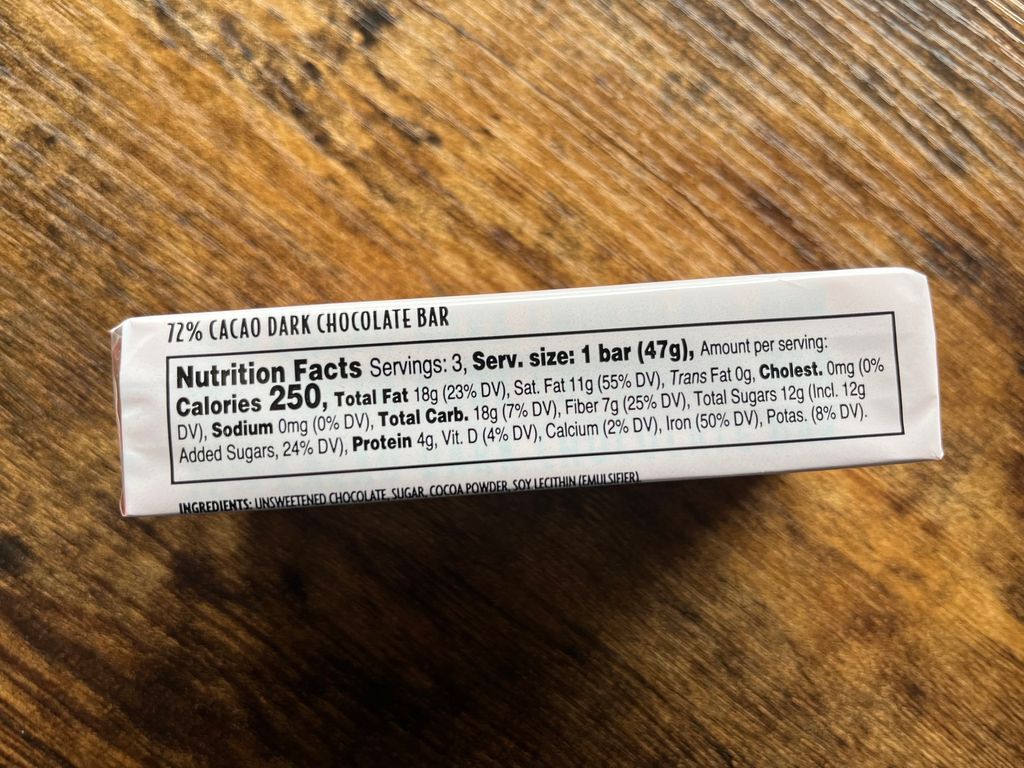 72% CACAO DARK CHOCOLATE BAR
Nutrition Facts Servings: 3, Serv. size: 1 bar (47g), Amount per serving:
Calories 250, Total Fat 18g (23% DV), Sat. Fat 11g (55% DV), Trans Fat 0g, Cholest. 0mg (0%
DV), Sodium 0mg (0% DV), Total Carb. 18g (7% DV), Fiber 7g (25% DV), Total Sugars 12g (Incl. 12g
Added Sugars, 24% DV), Protein 4g, Vit. D (4% DV), Calcium (2% DV), Iron (50% DV), Potas. (8% DV).
INGREDIENTS: UNSWEETENED CHOCOLATE, SUGAR, COCOA POWDER, SOY LECITHIN (EMULSIFIER)